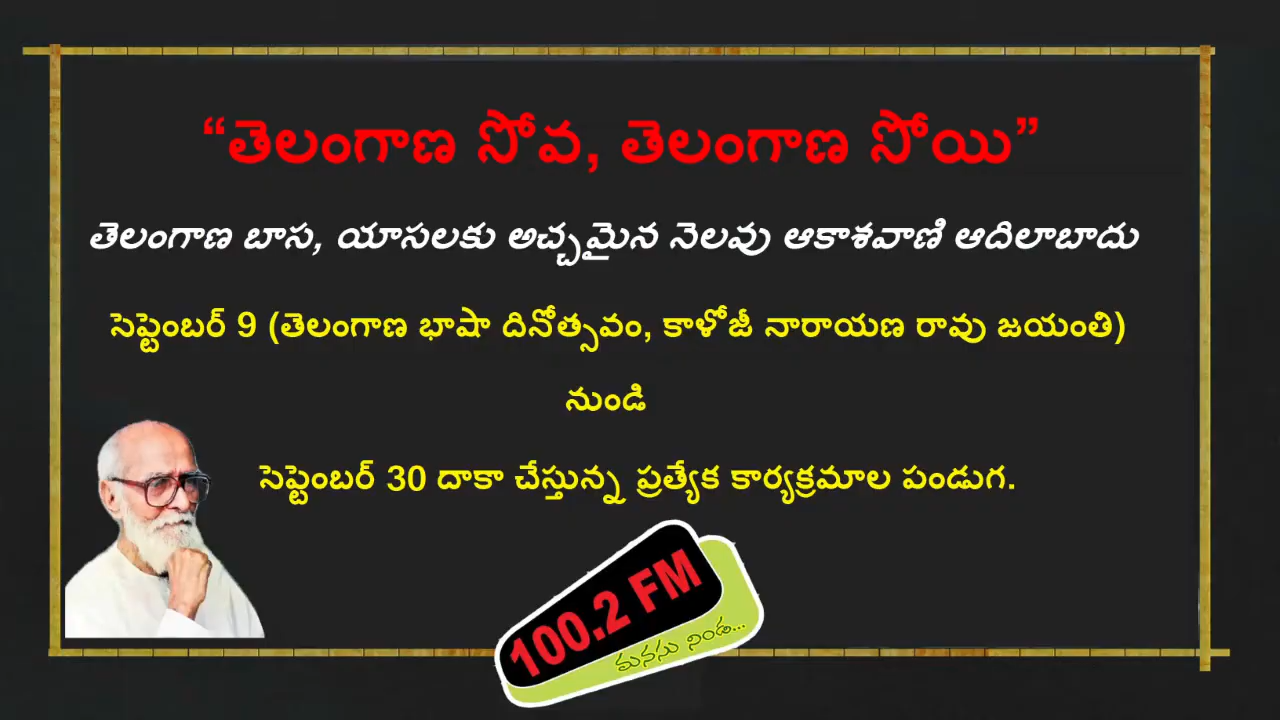 “తెలంగాణ సోవ, తెలంగాణ సోయి”
తెలంగాణ బాస, యాసలకు అచ్చమైన నెలవు ఆకాశవాణి ఆదిలాబాదు
సెప్టెంబర్ 9 (తెలంగాణ భాషా దినోత్సవం, కాళోజీ నారాయణ రావు జయంతి)
నుండి
సెప్టెంబర్ 30 దాకా చేస్తున్న ప్రత్యేక కార్యక్రమాల పండుగ.
100.2 FM
మనసు నిండా...